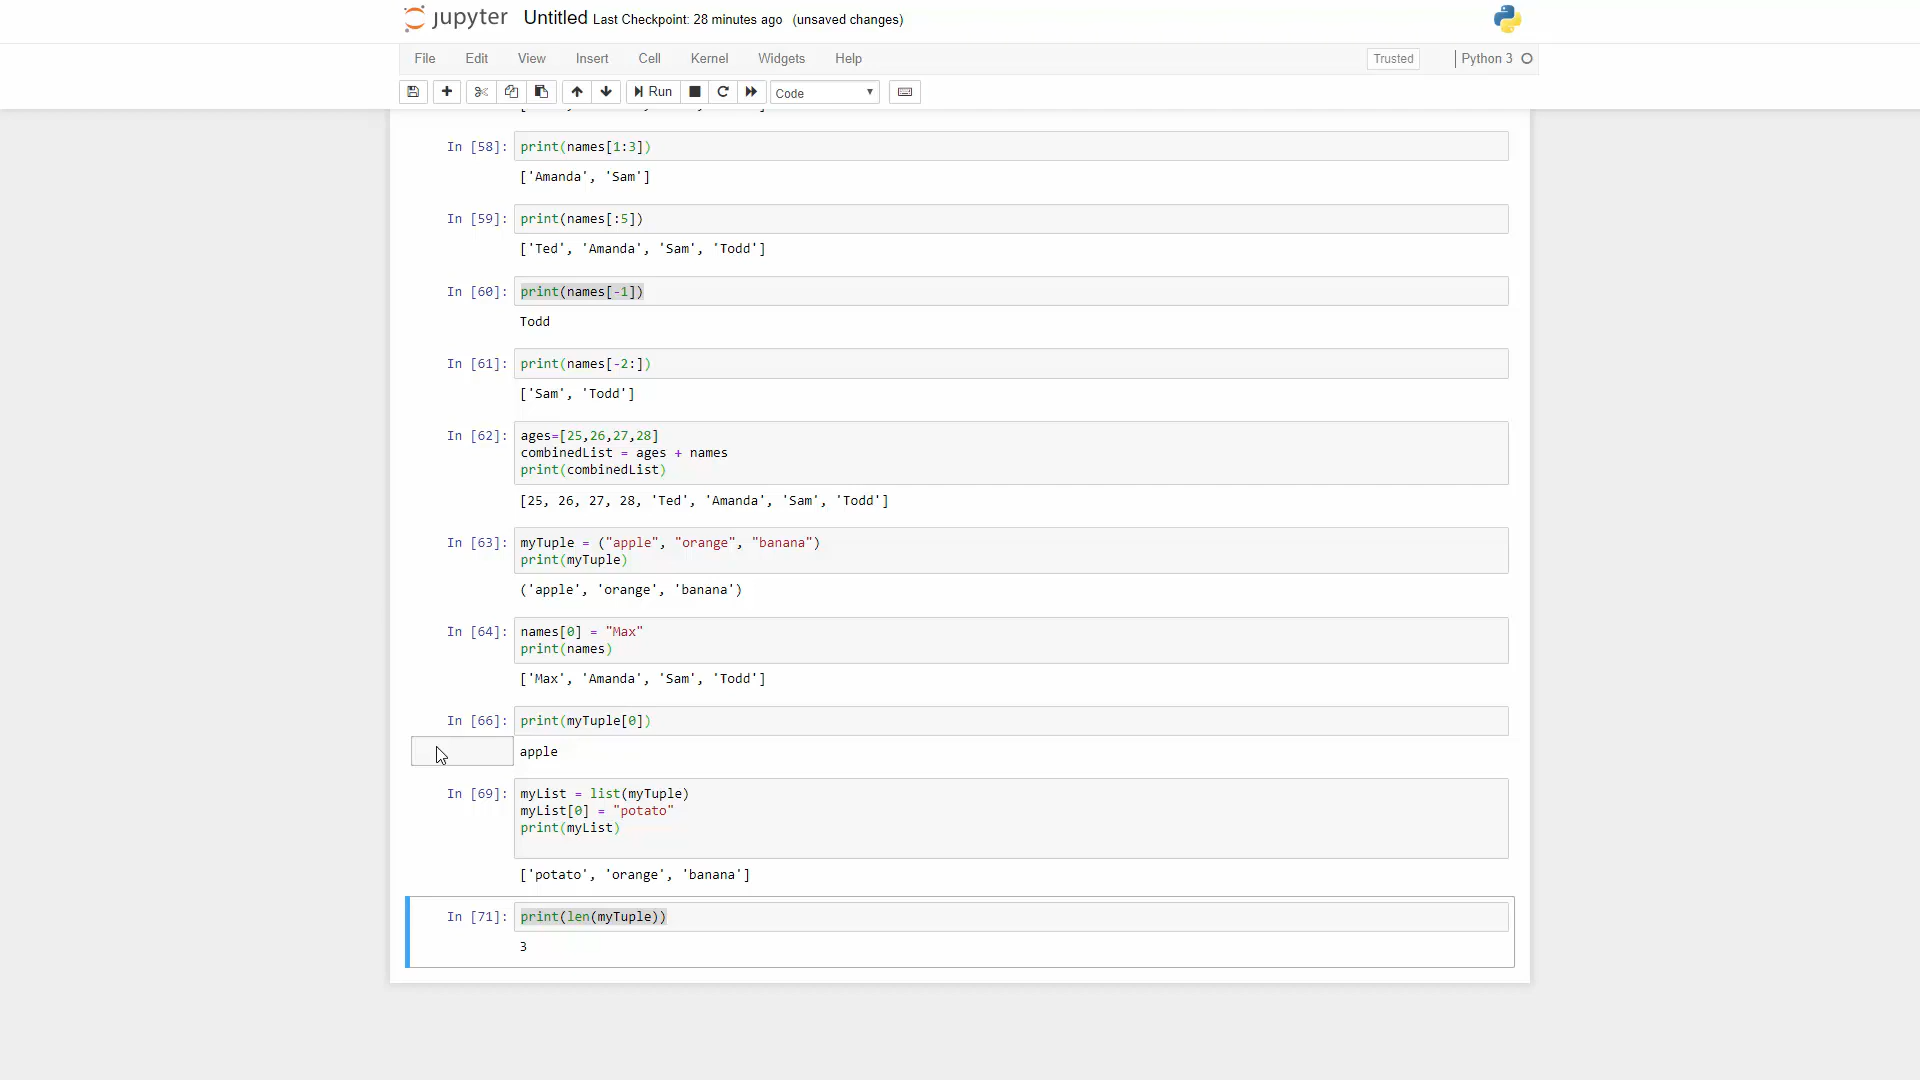 jupyter Untitled Last Checkpoint: 28 minutes ago (unsaved changes)
File Edit View Insert Cell Kernel Widgets Help Trusted Python 3
Run Code
In [58]: print(names[1:3])
['Amanda', 'Sam']
In [59]: print(names[:5])
['Ted', 'Amanda', 'Sam', 'Todd']
In [60]: print(names[-1])
Todd
In [61]: print(names[-2:])
['Sam', 'Todd']
In [62]: ages=[25,26,27,28]
combinedList = ages + names
print(combinedList)
[25, 26, 27, 28, 'Ted', 'Amanda', 'Sam', 'Todd']
In [63]: myTuple = ("apple", "orange", "banana")
print(myTuple)
('apple', 'orange', 'banana')
In [64]: names[0] = "Max"
print(names)
['Max', 'Amanda', 'Sam', 'Todd']
In [66]: print(myTuple[0])
apple
In [69]: myList = list(myTuple)
myList[0] = "potato"
print(myList)
['potato', 'orange', 'banana']
In [71]: print(len(myTuple))
3